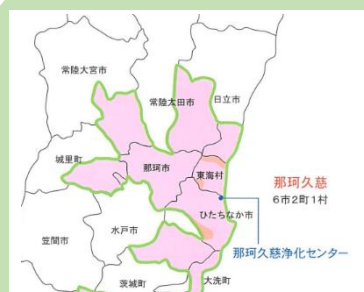 常陸大宮市
常陸太田市
日立市
城里町
那珂市
東海村
那珂久慈
6市2町1村
ひたちなか市
水戸市
笠間市
那珂久慈浄化センター
茨城町
大洗町